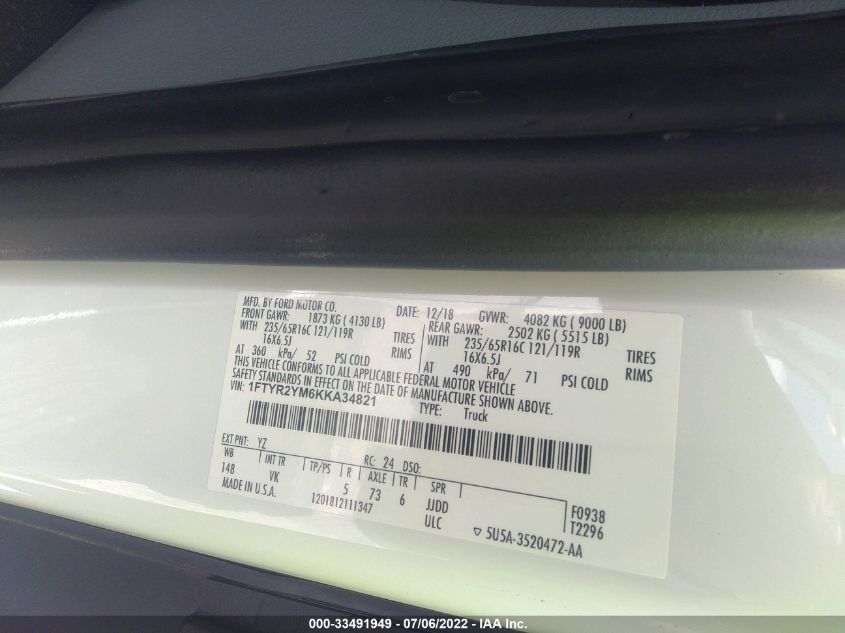 MFD. BY FORD MOTOR CO. DATE: 12/18 GVWR: 4082 KG ( 9000 LB)
FRONT GAWR: 1873 KG ( 4130 LB) REAR GAWR: 2502 KG ( 5515 LB)
WITH 235/65R16C 121/119R TIRES WITH 235/65R16C 121/119R TIRES
16X6.5J RIMS 16X6.5J RIMS
AT 360 kPa/ 52 PSI COLD AT 490 kPa/ 71 PSI COLD
THIS VEHICLE CONFORMS TO ALL APPLICABLE FEDERAL MOTOR VEHICLE
SAFETY STANDARDS IN EFFECT ON THE DATE OF MANUFACTURE SHOWN ABOVE.
VIN: 1FTYR2YM6KKA34821
TYPE: Truck
EXT PNT: YZ RC: 24 DSO:
WB INT TR TP/PS R AXLE TR SPR
148 VK 5 73 6 JJDD F0938
MADE IN U.S.A. 1201812111347 ULC T2296
5U5A-3520472-AA
000-33491949 - 07/06/2022 - IAA Inc.